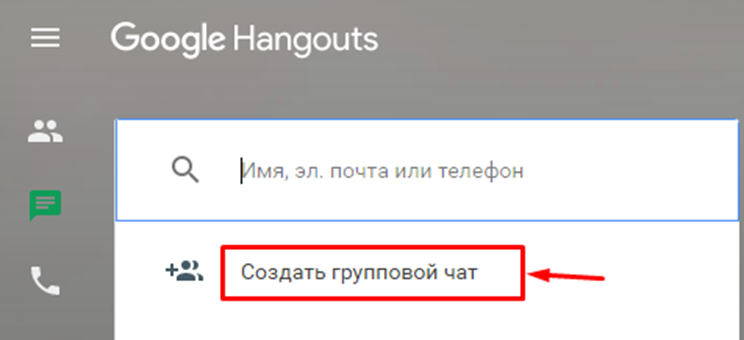 Google Hangouts
Имя, эл. почта или телефон
Создать групповой чат